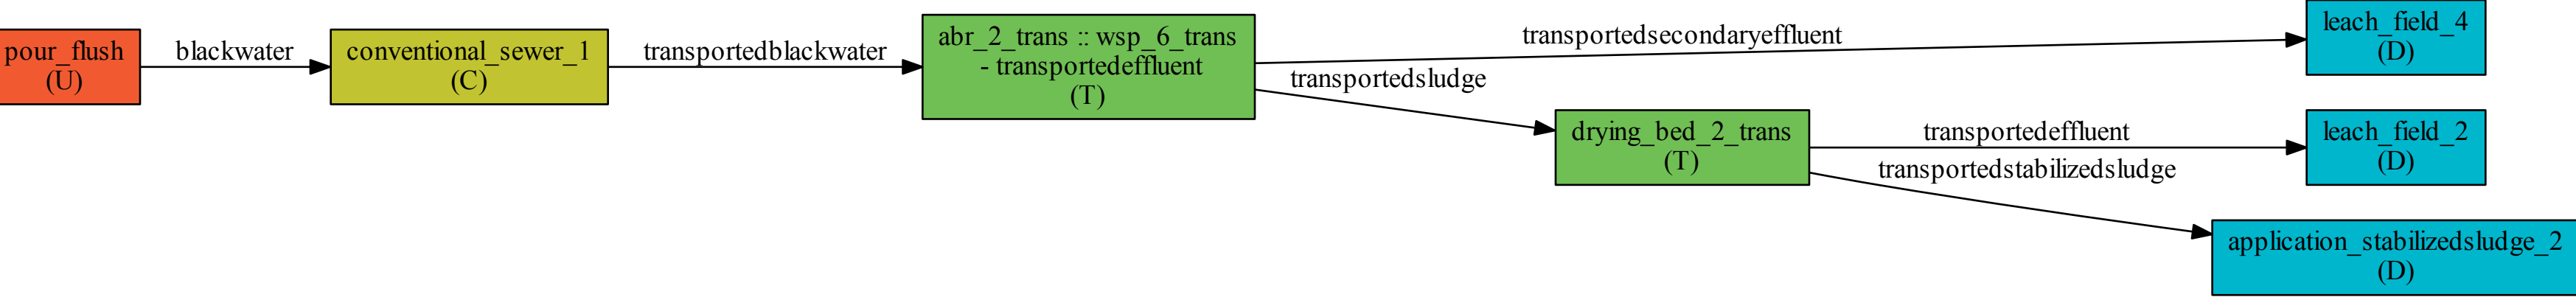 pour_flush
(U)
blackwater
conventional_sewer_1
(C)
transportedblackwater
abr_2_trans :: wsp_6_trans
- transportedeffluent
(T)
transportedsecondaryeffluent
transportedsludge
leach_field_4
(D)
drying_bed_2_trans
(T)
transportedeffluent
transportedstabilizedsludge
leach_field_2
(D)
application_stabilizedsludge_2
(D)